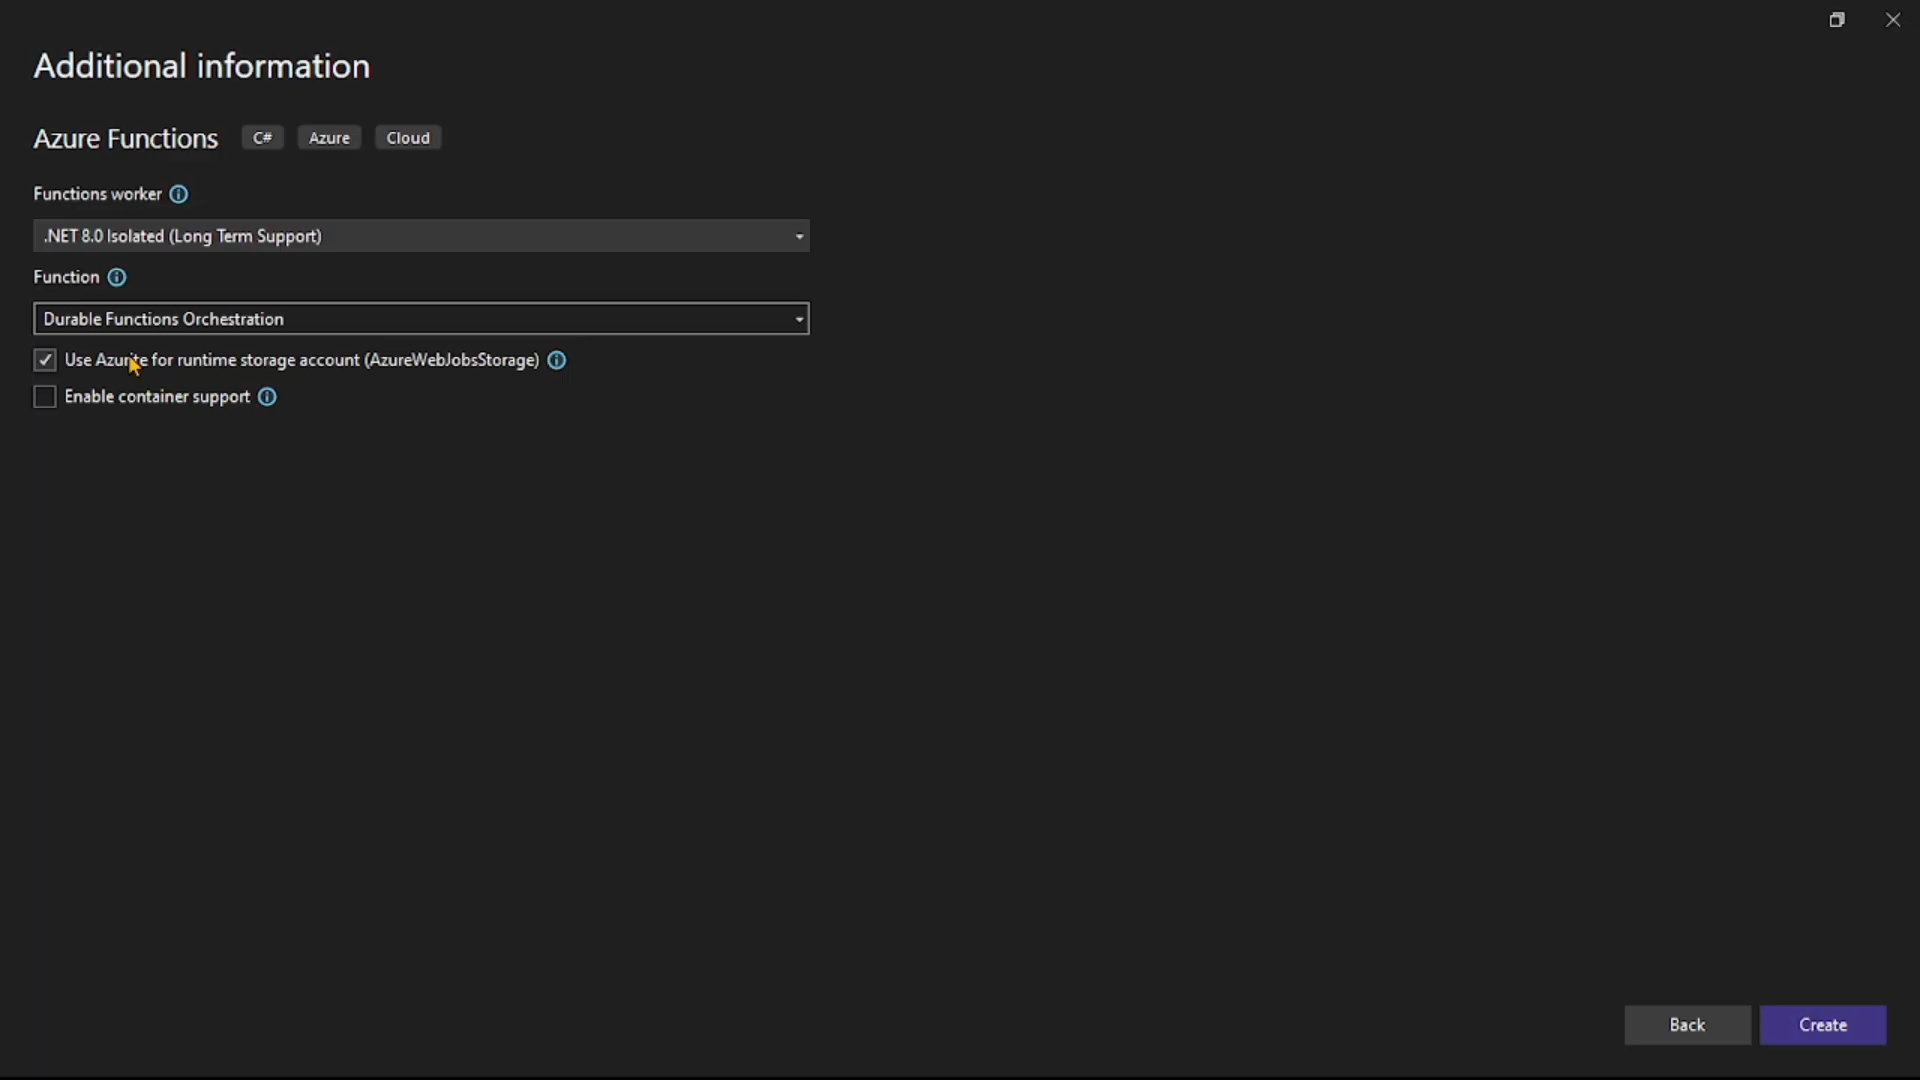 Additional information
Azure Functions C# Azure Cloud
Functions worker
.NET 8.0 Isolated (Long Term Support)
Function
Durable Functions Orchestration
Use Azurite for runtime storage account (AzureWebJobsStorage)
Enable container support
Back Create